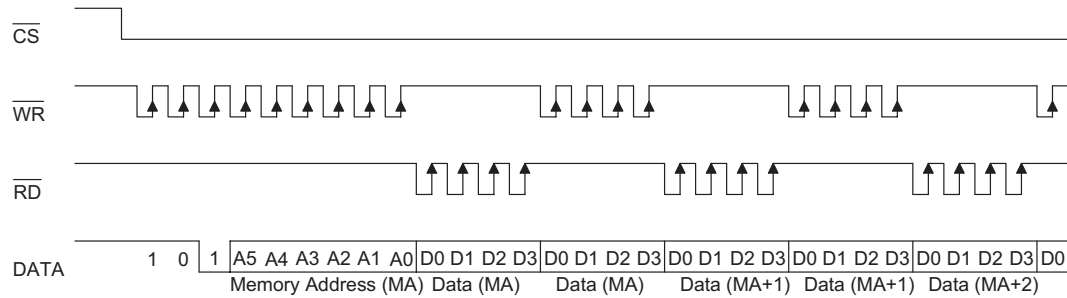 CS
WR
RD
DATA 1 0 1 A5 A4 A3 A2 A1 A0 D0 D1 D2 D3 D0 D1 D2 D3 D0 D1 D2 D3 D0 D1 D2 D3 D0 D1 D2 D3 D0
Memory Address (MA) Data (MA) Data (MA) Data (MA+1) Data (MA+1) Data (MA+2)